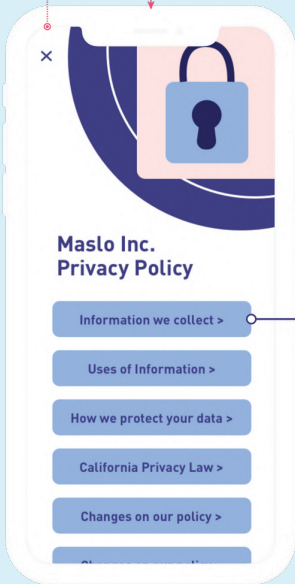 ×
Maslo Inc.
Privacy Policy
Information we collect >
Uses of Information >
How we protect your data >
California Privacy Law >
Changes on our policy >